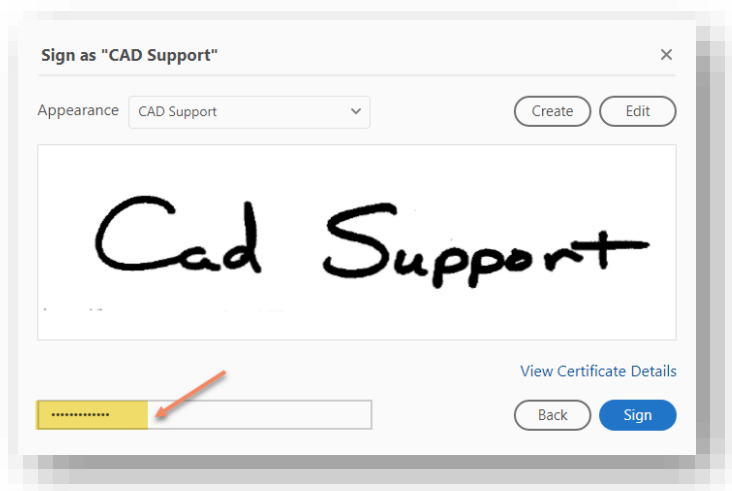 Sign as "CAD Support"
Appearance CAD Support Create Edit
Cad Support
View Certificate Details
••••••••••••• Back Sign